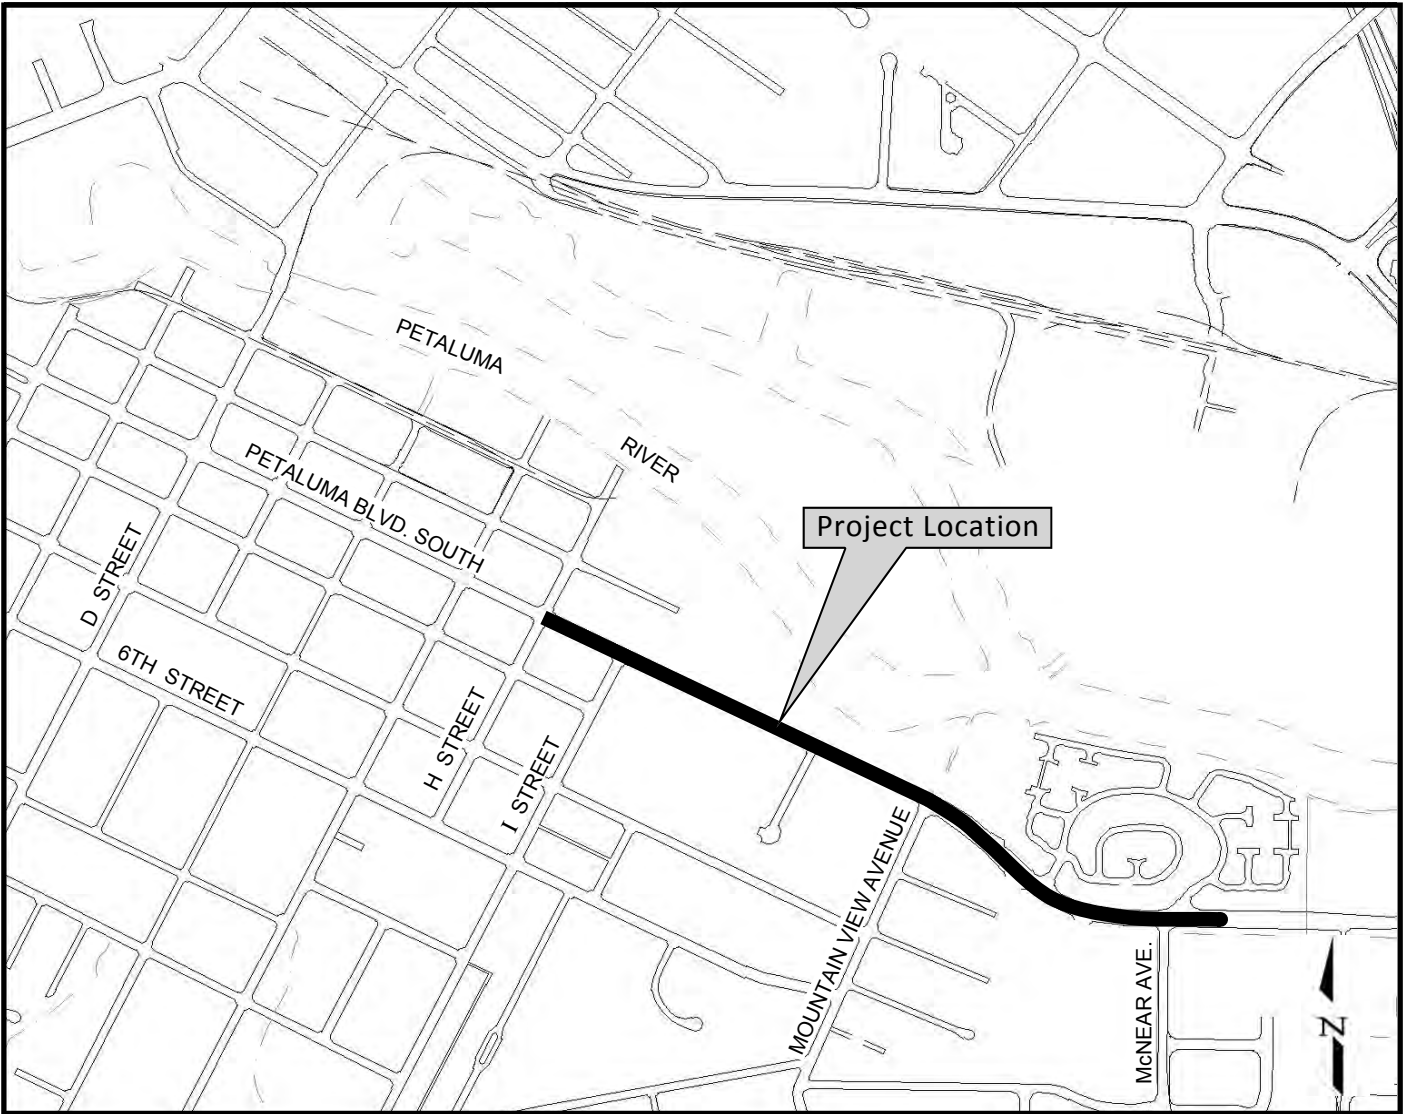 PETALUMA
RIVER
PETALUMA BLVD. SOUTH
Project Location
D STREET
6TH STREET
H STREET
I STREET
MOUNTAIN VIEW AVENUE
McNEAR AVE.
N